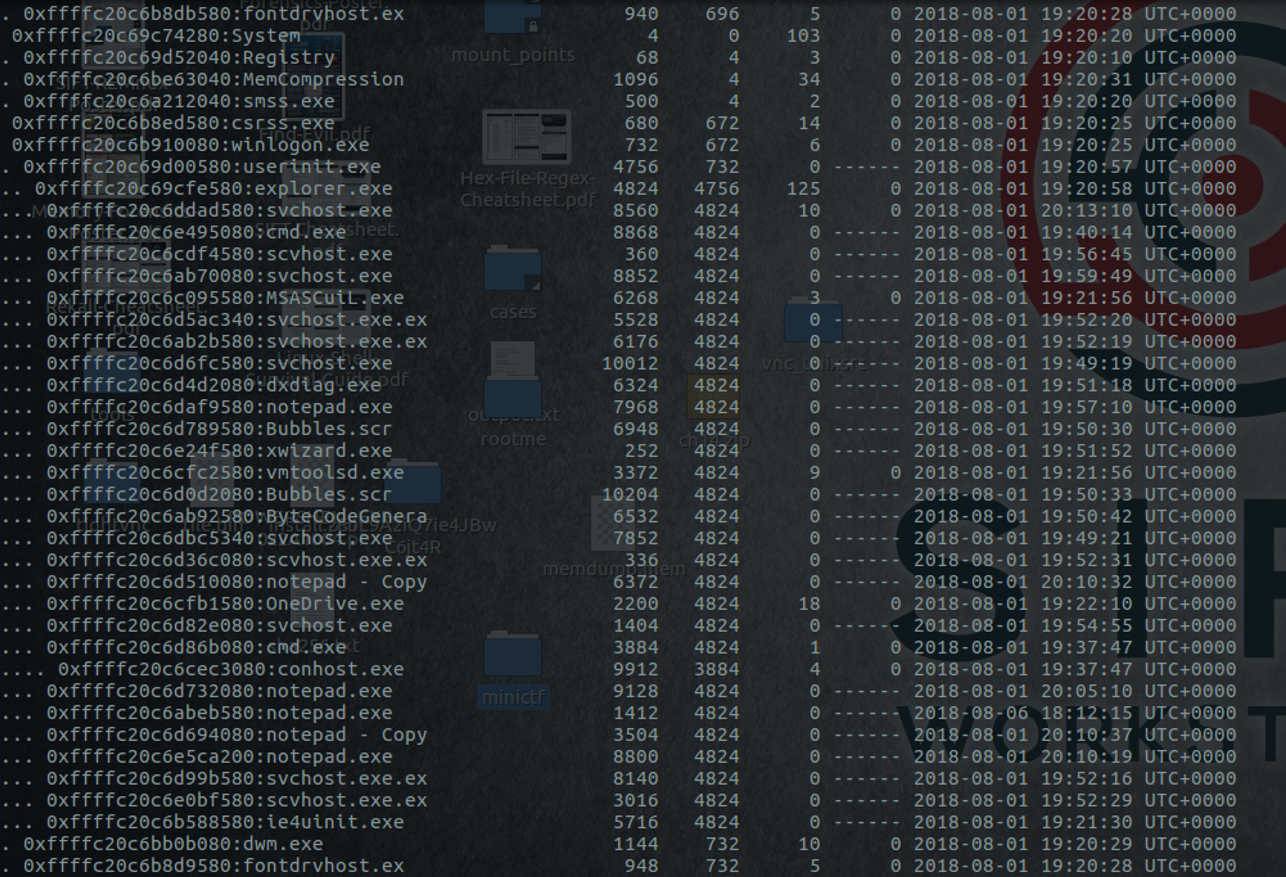 . 0xffffc20c6b8db580:fontdrvhost.ex 940 696 5 0 2018-08-01 19:20:28 UTC+0000
0xffffc20c69c74280:System 4 0 103 0 2018-08-01 19:20:20 UTC+0000
. 0xffffc20c69d52040:Registry 68 4 3 0 2018-08-01 19:20:10 UTC+0000
. 0xffffc20c6be63040:MemCompression 1096 4 34 0 2018-08-01 19:20:31 UTC+0000
. 0xffffc20c6a212040:smss.exe 500 4 2 0 2018-08-01 19:20:20 UTC+0000
0xffffc20c6b8ed580:csrss.exe 680 672 14 0 2018-08-01 19:20:25 UTC+0000
0xffffc20c6b910080:winlogon.exe 732 672 6 0 2018-08-01 19:20:25 UTC+0000
. 0xffffc20c69d00580:userinit.exe 4756 732 0 ------ 2018-08-01 19:20:57 UTC+0000
.. 0xffffc20c69cfe580:explorer.exe 4824 4756 125 0 2018-08-01 19:20:58 UTC+0000
... 0xffffc20c6ddad580:svchost.exe 8560 4824 10 0 2018-08-01 20:13:10 UTC+0000
... 0xffffc20c6e495080:cmd.exe 8868 4824 0 ------ 2018-08-01 19:40:14 UTC+0000
... 0xffffc20c6cdf4580:scvhost.exe 360 4824 0 ------ 2018-08-01 19:56:45 UTC+0000
... 0xffffc20c6ab70080:svchost.exe 8852 4824 0 ------ 2018-08-01 19:59:49 UTC+0000
... 0xffffc20c6c095580:MSASCuiL.exe 6268 4824 3 0 2018-08-01 19:21:56 UTC+0000
... 0xffffc20c6d5ac340:svchost.exe.ex 5528 4824 0 ------ 2018-08-01 19:52:20 UTC+0000
... 0xffffc20c6ab2b580:svchost.exe.ex 6176 4824 0 ------ 2018-08-01 19:52:19 UTC+0000
... 0xffffc20c6d6fc580:svchost.exe 10012 4824 0 ------ 2018-08-01 19:49:19 UTC+0000
... 0xffffc20c6d4d2080:dxdiag.exe 6324 4824 0 ------ 2018-08-01 19:51:18 UTC+0000
... 0xffffc20c6daf9580:notepad.exe 7968 4824 0 ------ 2018-08-01 19:57:10 UTC+0000
... 0xffffc20c6d789580:Bubbles.scr 6948 4824 0 ------ 2018-08-01 19:50:30 UTC+0000
... 0xffffc20c6e24f580:xwizard.exe 252 4824 0 ------ 2018-08-01 19:51:52 UTC+0000
... 0xffffc20c6cfc2580:vmtoolsd.exe 3372 4824 9 0 2018-08-01 19:21:56 UTC+0000
... 0xffffc20c6d0d2080:Bubbles.scr 10204 4824 0 ------ 2018-08-01 19:50:33 UTC+0000
... 0xffffc20c6ab92580:ByteCodeGenera 6532 4824 0 ------ 2018-08-01 19:50:42 UTC+0000
... 0xffffc20c6dbc5340:svchost.exe 7852 4824 0 ------ 2018-08-01 19:49:21 UTC+0000
... 0xffffc20c6d36c080:scvhost.exe.ex 336 4824 0 ------ 2018-08-01 19:52:31 UTC+0000
... 0xffffc20c6d510080:notepad - Copy 6372 4824 0 ------ 2018-08-01 20:10:32 UTC+0000
... 0xffffc20c6cfb1580:OneDrive.exe 2200 4824 18 0 2018-08-01 19:22:10 UTC+0000
... 0xffffc20c6d82e080:svchost.exe 1404 4824 0 ------ 2018-08-01 19:54:55 UTC+0000
... 0xffffc20c6d86b080:cmd.exe 3884 4824 1 0 2018-08-01 19:37:47 UTC+0000
.... 0xffffc20c6cec3080:conhost.exe 9912 3884 4 0 2018-08-01 19:37:47 UTC+0000
... 0xffffc20c6d732080:notepad.exe 9128 4824 0 ------ 2018-08-01 20:05:10 UTC+0000
... 0xffffc20c6abeb580:notepad.exe 1412 4824 0 ------ 2018-08-06 18:12:15 UTC+0000
... 0xffffc20c6d694080:notepad - Copy 3504 4824 0 ------ 2018-08-01 20:10:37 UTC+0000
... 0xffffc20c6e5ca200:notepad.exe 8800 4824 0 ------ 2018-08-01 20:10:19 UTC+0000
... 0xffffc20c6d99b580:svchost.exe.ex 8140 4824 0 ------ 2018-08-01 19:52:16 UTC+0000
... 0xffffc20c6e0bf580:scvhost.exe.ex 3016 4824 0 ------ 2018-08-01 19:52:29 UTC+0000
... 0xffffc20c6b588580:ie4uinit.exe 5716 4824 0 ------ 2018-08-01 19:21:30 UTC+0000
. 0xffffc20c6bb0b080:dwm.exe 1144 732 10 0 2018-08-01 19:20:29 UTC+0000
. 0xffffc20c6b8d9580:fontdrvhost.ex 948 732 5 0 2018-08-01 19:20:28 UTC+0000
mount_points
Hex-File-Regex-
Cheatsheet.pdf
cases
rootme
minictf